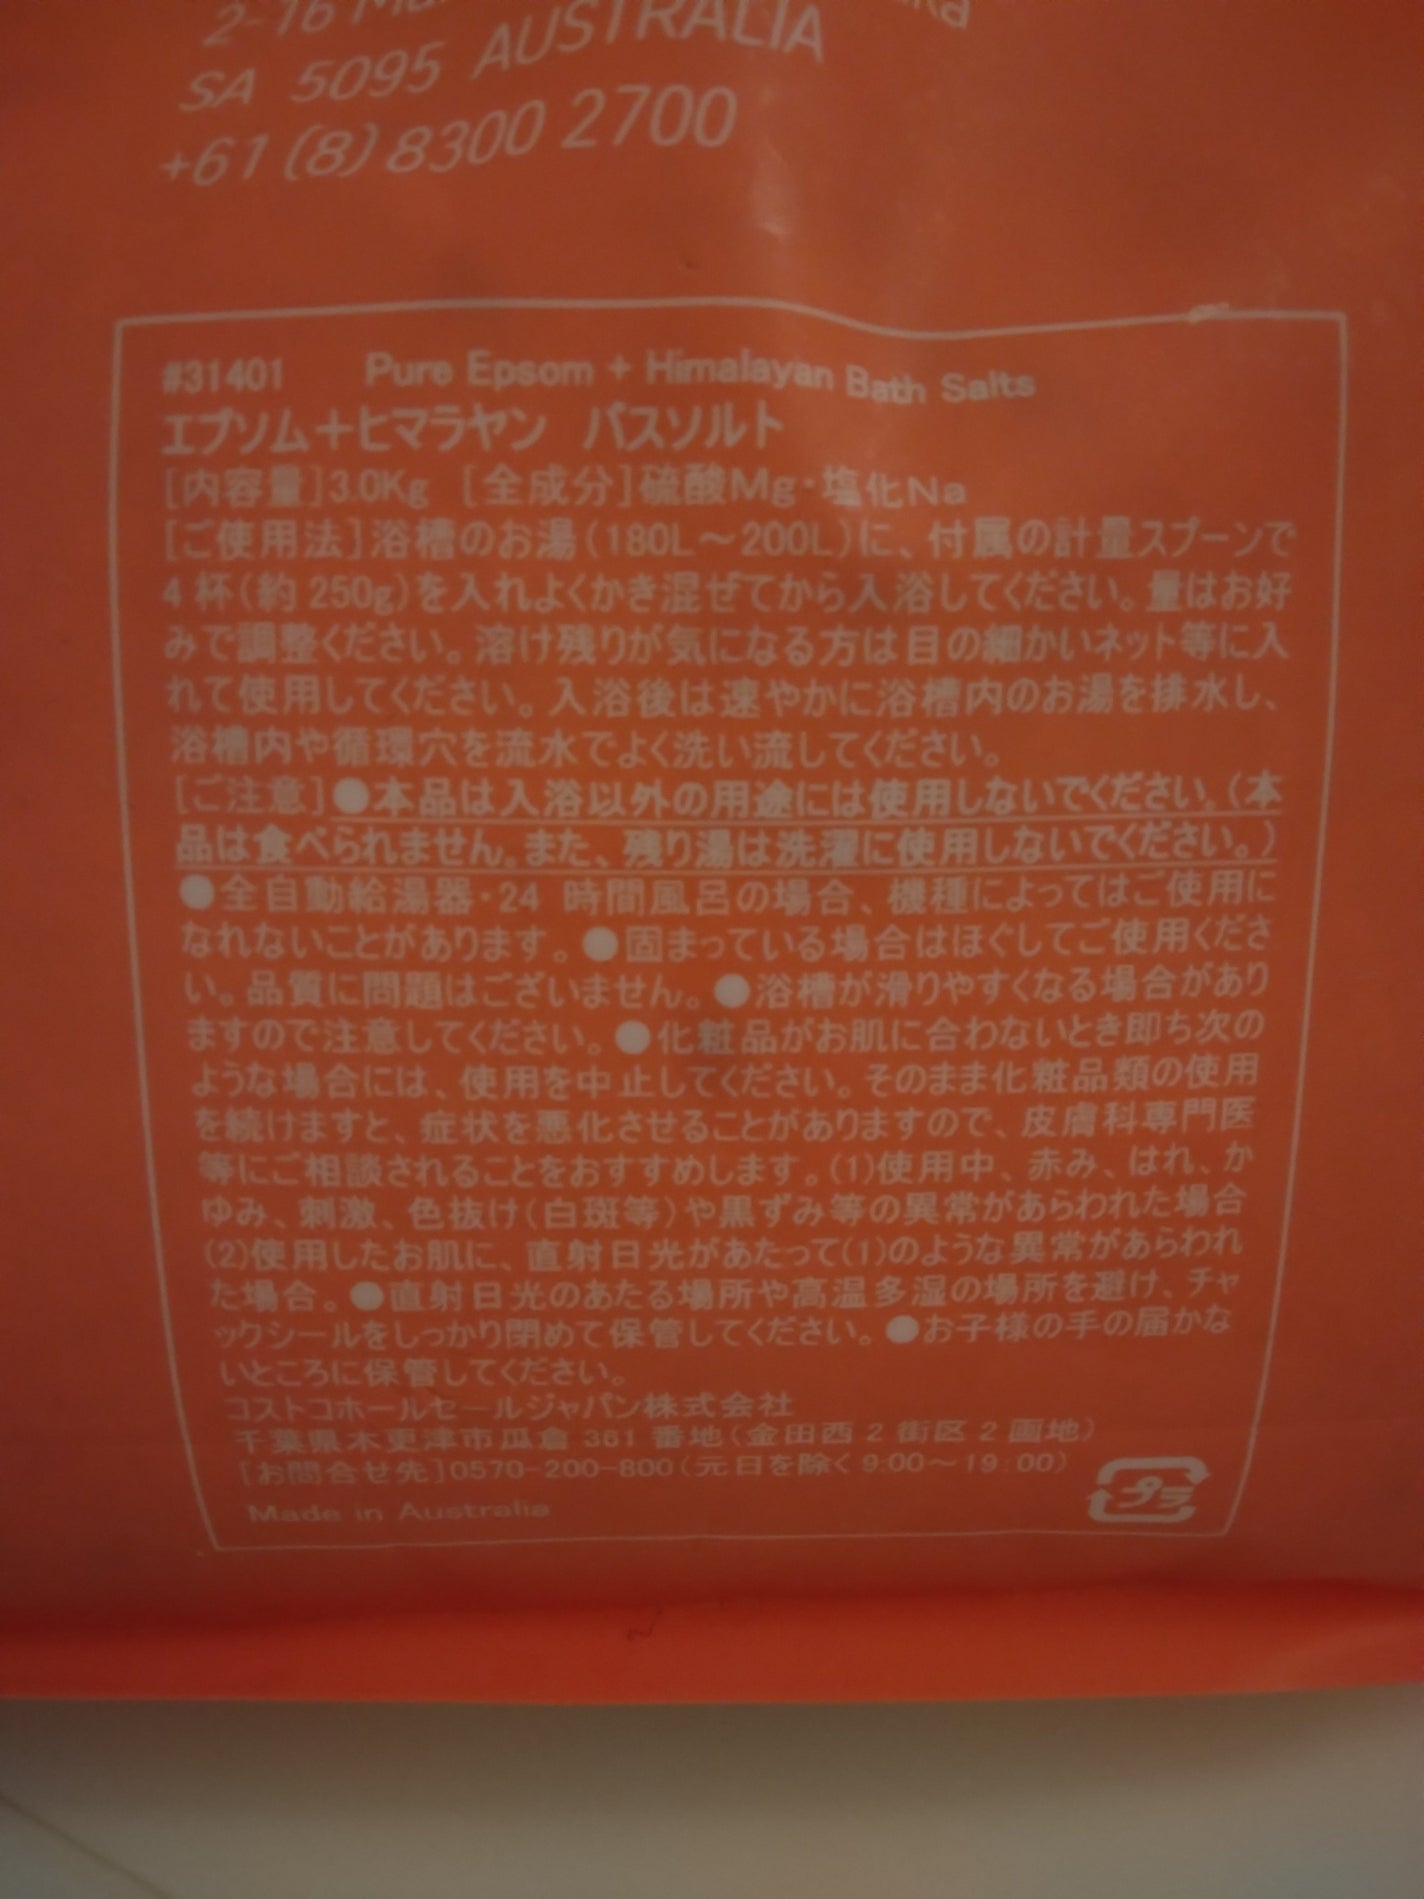 2-16
SA 5095 AUSTRALIA
+61 (8) 8300 2700
#31401 Pure Epsom + Himalayan Bath Salts
エプソム＋ヒマラヤン バスソルト
[内容量]3.0Kg [全成分]硫酸Mg・塩化Na
[ご使用法]浴槽のお湯(180L～200L)に、付属の計量スプーンで
4杯(約250g)を入れよくかき混ぜてから入浴してください。量はお好
みで調整ください。溶け残りが気になる方は目の細かいネット等に入
れて使用してください。入浴後は速やかに浴槽内のお湯を排水し、
浴槽内や循環穴を流水でよく洗い流してください。
[ご注意]●本品は入浴以外の用途には使用しないでください。(本
品は食べられません。また、残り湯は洗濯に使用しないでください。)
●全自動給湯器・24 時間風呂の場合、機種によってはご使用に
なれないことがあります。●固まっている場合はほぐしてご使用くださ
い。品質に問題はございません。●浴槽が滑りやすくなる場合があり
ますので注意してください。●化粧品がお肌に合わないとき即ち次の
ような場合には、使用を中止してください。そのまま化粧品類の使用
を続けますと、症状を悪化させることがありますので、皮膚科専門医
等にご相談されることをおすすめします。(1)使用中、赤み、はれ、か
ゆみ、刺激、色抜け(白斑等)や黒ずみ等の異常があらわれた場合
(2)使用したお肌に、直射日光があたって(1)のような異常があらわれ
た場合。●直射日光のあたる場所や高温多湿の場所を避け、チャ
ックシールをしっかり閉めて保管してください。●お子様の手の届かな
いところに保管してください。
コストコホールセールジャパン株式会社
千葉県木更津市瓜倉 361 番地(金田西 2 街区 2 画地)
[お問合せ先]0570-200-800(元日を除く 9:00～19:00)
Made in Australia
プラ